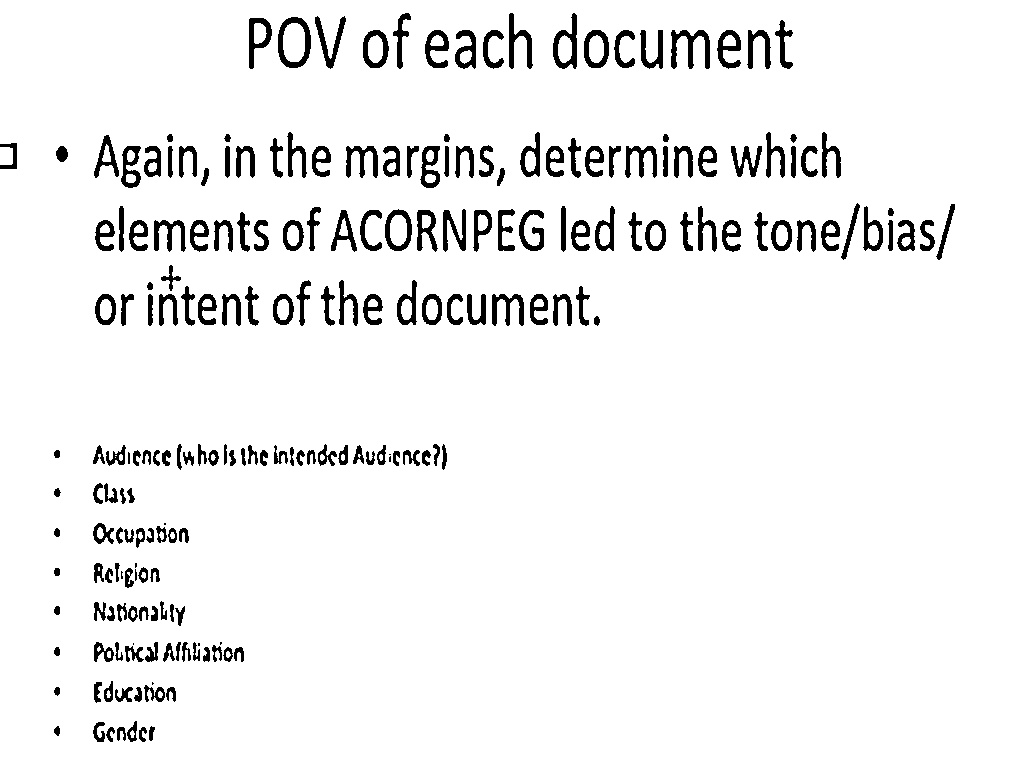 POV of each document
• Again, in the margins, determine which
elements of ACORNPEG led to the tone/bias/
or intent of the document.
• Audience (who is the intended Audience?)
• Class
• Occupation
• Religion
• Nationality
• Political Affiliation
• Education
• Gender